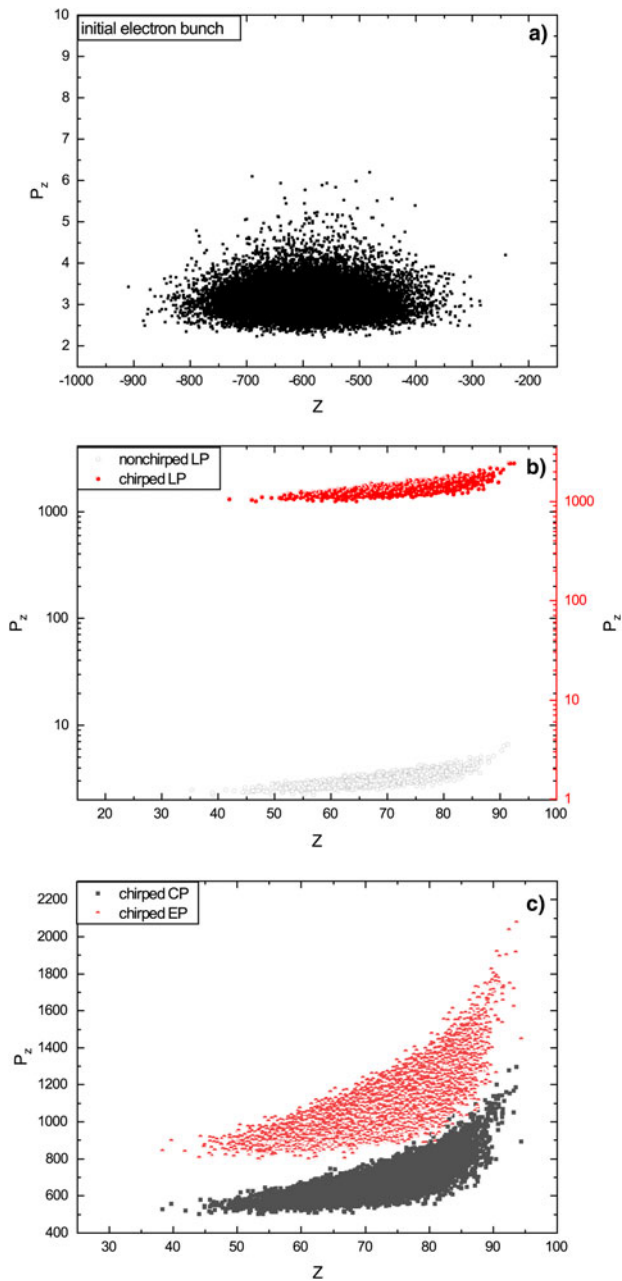 initial electron bunch
a)
10
9
8
7
6
5
4
3
2
P_z
-1000 -900 -800 -700 -600 -500 -400 -300 -200
Z
nonchirped LP
chirped LP
b)
1000
100
10
P_z
1000
100
10
1
P_z
20 30 40 50 60 70 80 90 100
Z
chirped CP
chirped EP
c)
2200
2000
1800
1600
1400
1200
1000
800
600
400
P_z
30 40 50 60 70 80 90 100
Z